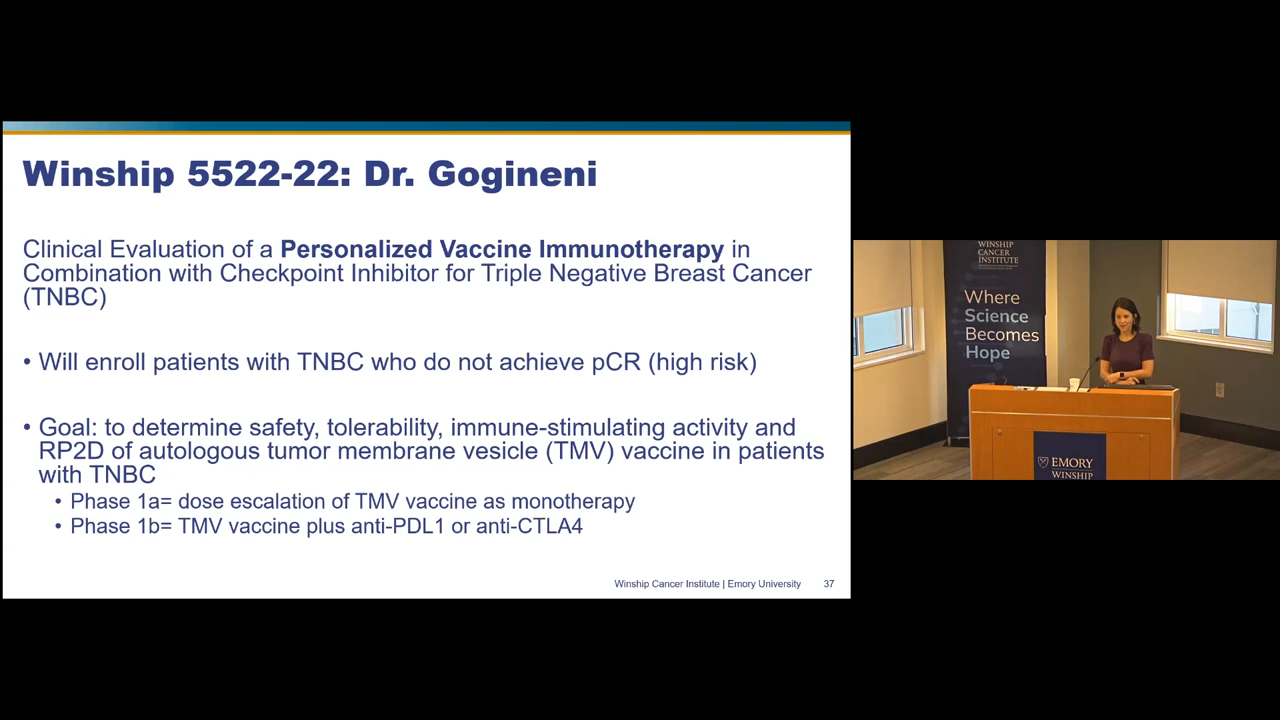 Winship 5522-22: Dr. Gogineni
Clinical Evaluation of a Personalized Vaccine Immunotherapy in
Combination with Checkpoint Inhibitor for Triple Negative Breast Cancer
(TNBC)
• Will enroll patients with TNBC who do not achieve pCR (high risk)
• Goal: to determine safety, tolerability, immune-stimulating activity and
RP2D of autologous tumor membrane vesicle (TMV) vaccine in patients
with TNBC
• Phase 1a= dose escalation of TMV vaccine as monotherapy
• Phase 1b= TMV vaccine plus anti-PDL1 or anti-CTLA4
Winship Cancer Institute | Emory University 37
WINSHIP
CANCER
INSTITUTE
Where
Science
Becomes
Hope
EMORY
WINSHIP